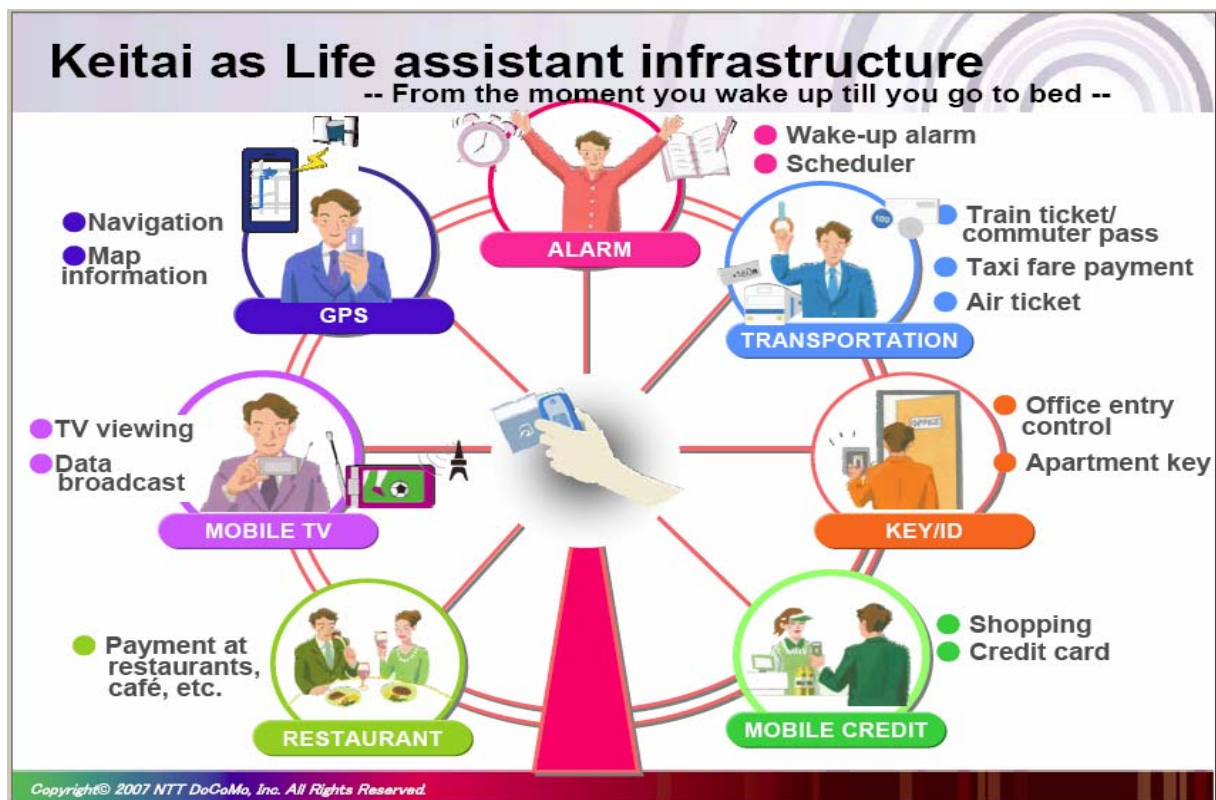 Keitai as Life assistant infrastructure
-- From the moment you wake up till you go to bed --
Wake-up alarm
Scheduler
ALARM
Train ticket/
commuter pass
Taxi fare payment
Air ticket
TRANSPORTATION
Office entry
control
Apartment key
OFFICE
KEY/ID
Shopping
Credit card
MOBILE CREDIT
Payment at
restaurants,
café, etc.
RESTAURANT
TV viewing
Data
broadcast
MOBILE TV
Navigation
Map
information
GPS
Copyright© 2007 NTT DoCoMo, Inc. All Rights Reserved.